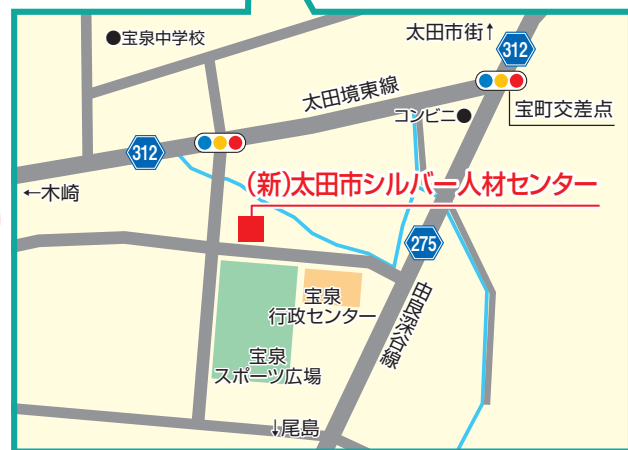 太田市街↑
●宝泉中学校
312
太田境東線
コンビニ●
宝町交差点
312
←木崎
(新)太田市シルバー人材センター
275
由良深谷線
宝泉
行政センター
宝泉
スポーツ広場
↓尾島